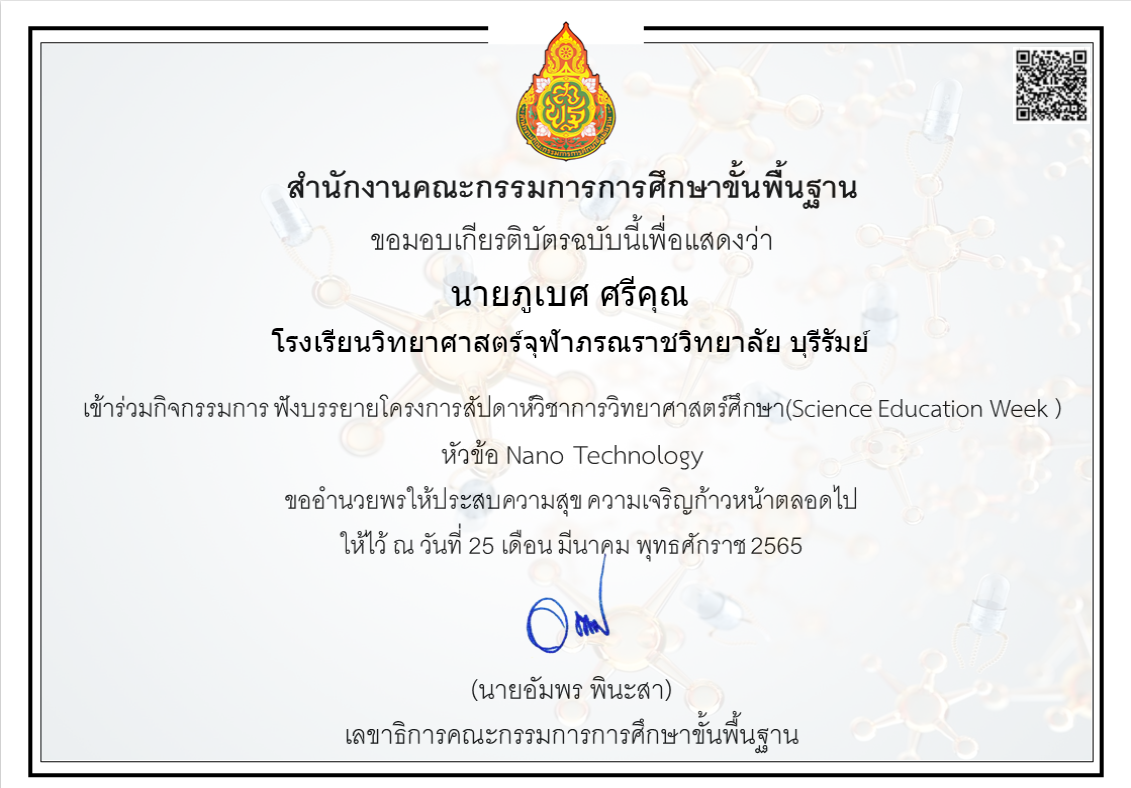 สำนักงานคณะกรรมการการศึกษาขั้นพื้นฐาน
ขอมอบเกียรติบัตรฉบับนี้เพื่อแสดงว่า
นายภูเบศ ศรีคุณ
โรงเรียนวิทยาศาสตร์จุฬาภรณราชวิทยาลัย บุรีรัมย์
เข้าร่วมกิจกรรมการ ฟังบรรยายโครงการสัปดาห์วิชาการวิทยาศาสตร์ศึกษา(Science Education Week )
หัวข้อ Nano Technology
ขออำนวยพรให้ประสบความสุข ความเจริญก้าวหน้าตลอดไป
ให้ไว้ ณ วันที่ 25 เดือน มีนาคม พุทธศักราช 2565
(นายอัมพร พินะสา)
เลขาธิการคณะกรรมการการศึกษาขั้นพื้นฐาน